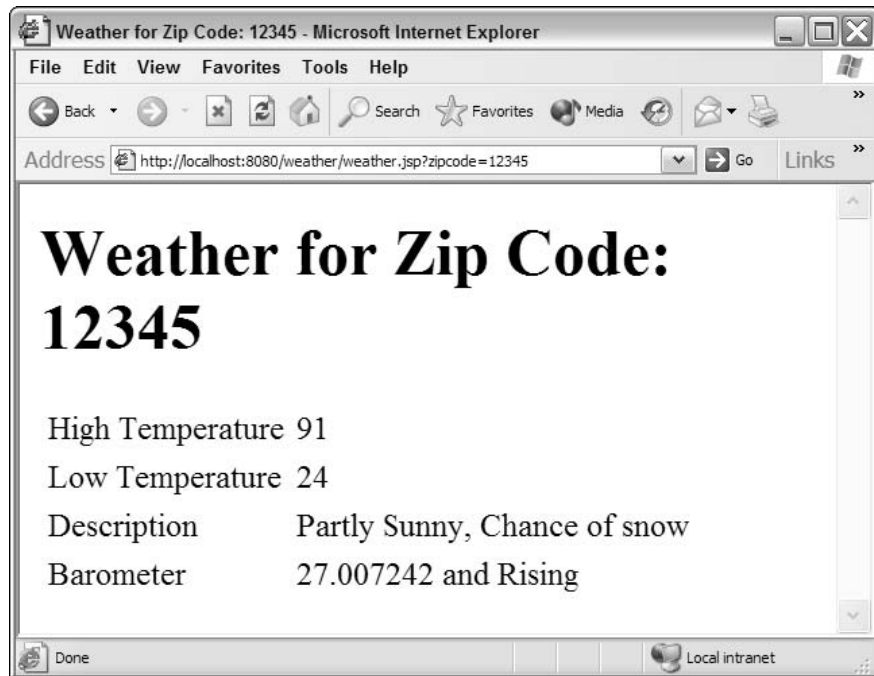 Weather for Zip Code: 12345 - Microsoft Internet Explorer
File Edit View Favorites Tools Help
Back Search Favorites Media »
Address http://localhost:8080/weather/weather.jsp?zipcode=12345 Go Links »
Weather for Zip Code:
12345
High Temperature 91
Low Temperature 24
Description Partly Sunny, Chance of snow
Barometer 27.007242 and Rising
Done Local intranet